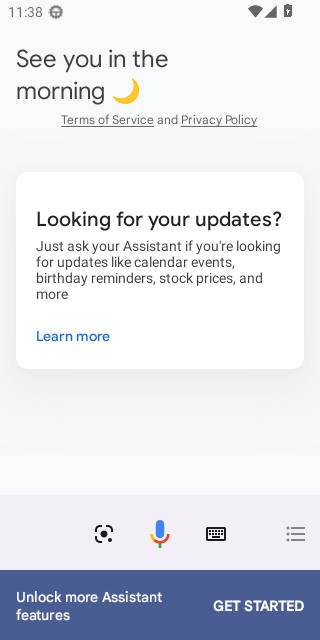 11:38
See you in the
morning 🌙
Terms of Service and Privacy Policy
Looking for your updates?
Just ask your Assistant if you're looking
for updates like calendar events,
birthday reminders, stock prices, and
more
Learn more
Unlock more Assistant
features
GET STARTED